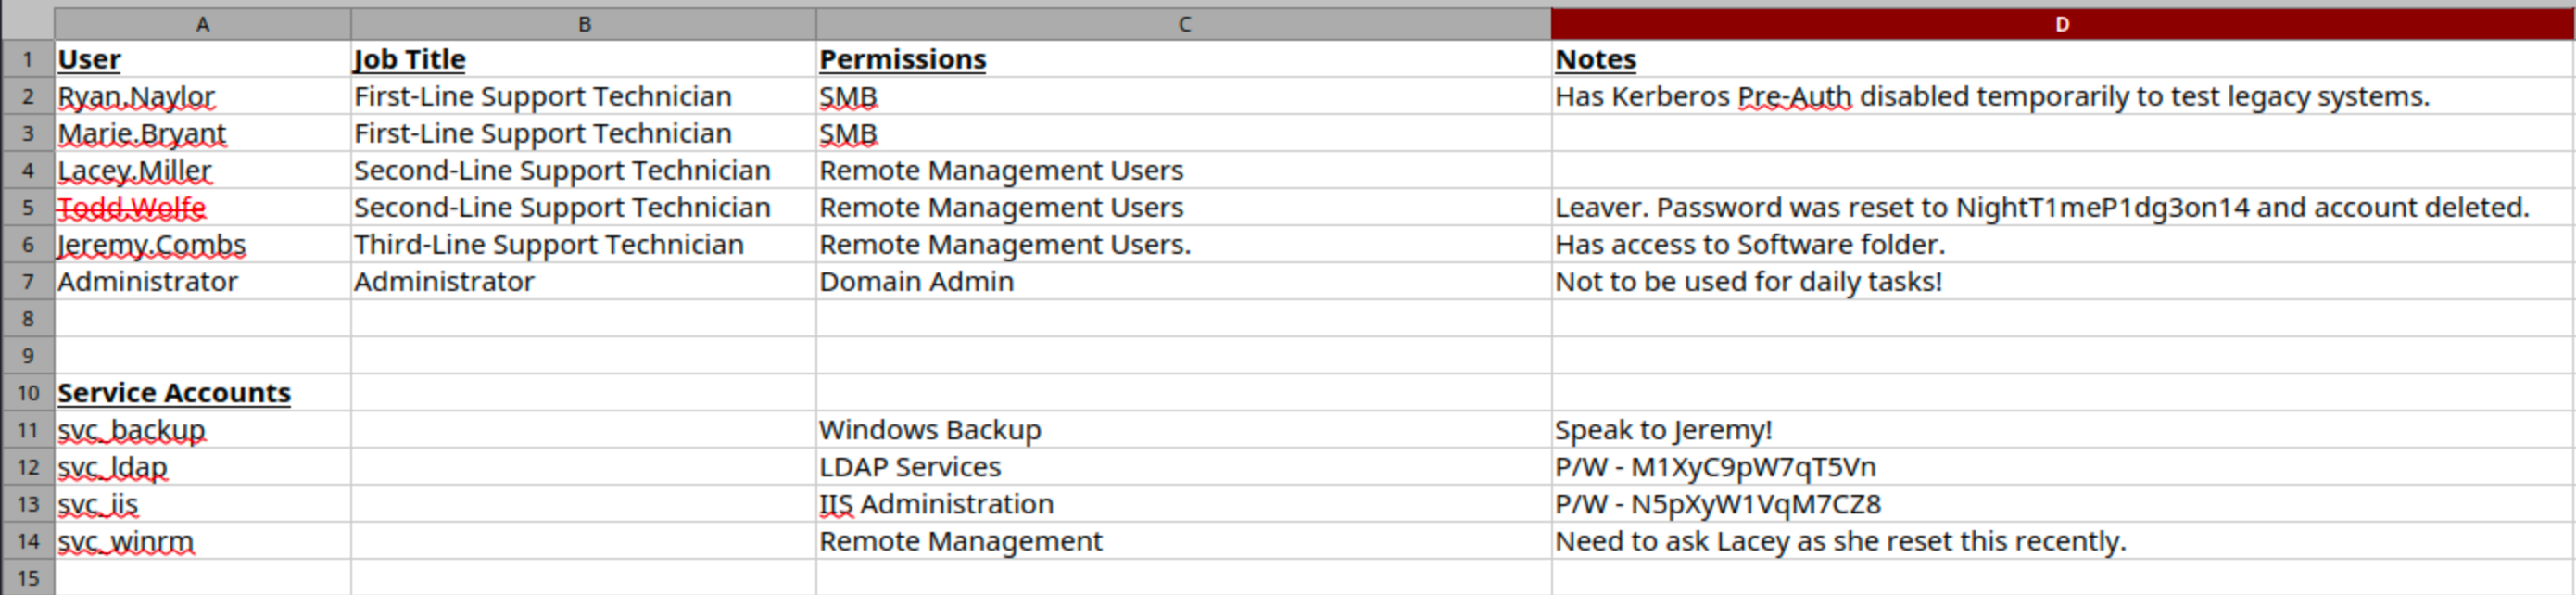 A B C D
1 User Job Title Permissions Notes
2 Ryan.Naylor First-Line Support Technician SMB Has Kerberos Pre-Auth disabled temporarily to test legacy systems.
3 Marie.Bryant First-Line Support Technician SMB
4 Lacey.Miller Second-Line Support Technician Remote Management Users
5 Todd.Wolfe Second-Line Support Technician Remote Management Users Leaver. Password was reset to NightT1meP1dg3on14 and account deleted.
6 Jeremy.Combs Third-Line Support Technician Remote Management Users. Has access to Software folder.
7 Administrator Administrator Domain Admin Not to be used for daily tasks!
8
9
10 Service Accounts
11 svc_backup Windows Backup Speak to Jeremy!
12 svc_ldap LDAP Services P/W - M1XyC9pW7qT5Vn
13 svc_iis IIS Administration P/W - N5pXyW1VqM7CZ8
14 svc_winrm Remote Management Need to ask Lacey as she reset this recently.
15